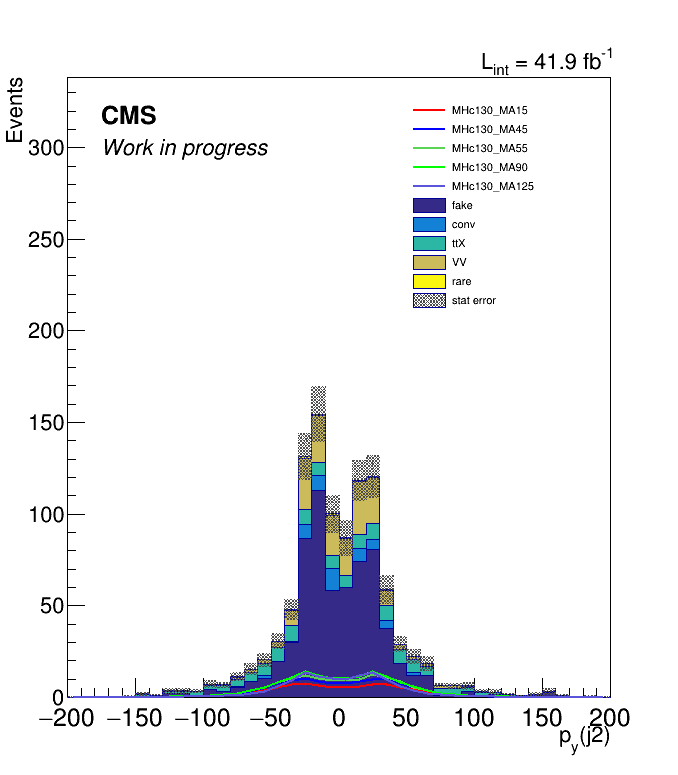 L_int = 41.9 fb^-1
Events
CMS
Work in progress
MHc130_MA15
MHc130_MA45
MHc130_MA55
MHc130_MA90
MHc130_MA125
fake
conv
ttX
VV
rare
stat error
300
250
200
150
100
50
0
−200 −150 −100 −50 0 50 100 150 200
p_y(j2)